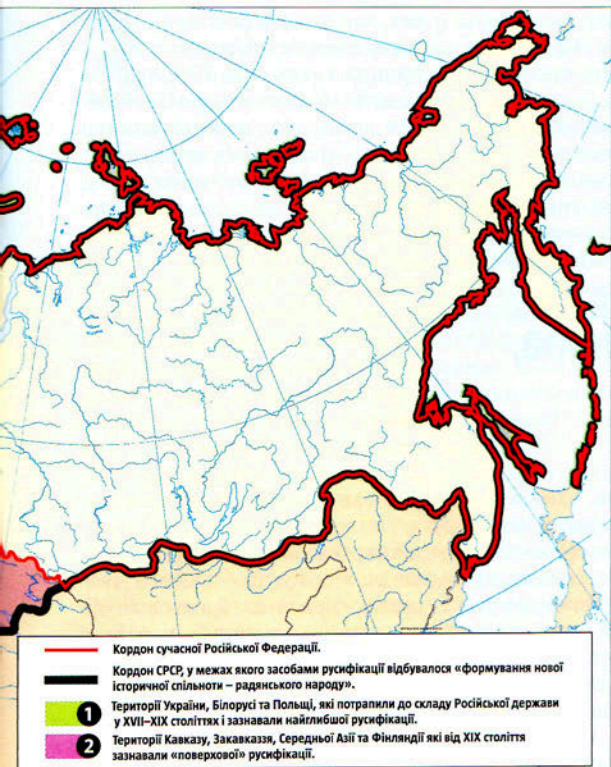 Кордон сучасної Російської Федерації.
Кордон СРСР, у межах якого засобами русифікації відбувалося «формування нової
історичної спільноти – радянського народу».
1 Території України, Білорусі та Польщі, які потрапили до складу Російської держави
у XVII–XIX століттях і зазнавали найглибшої русифікації.
2 Території Кавказу, Закавказзя, Середньої Азії та Фінляндії які від XIX століття
зазнавали «поверхової» русифікації.